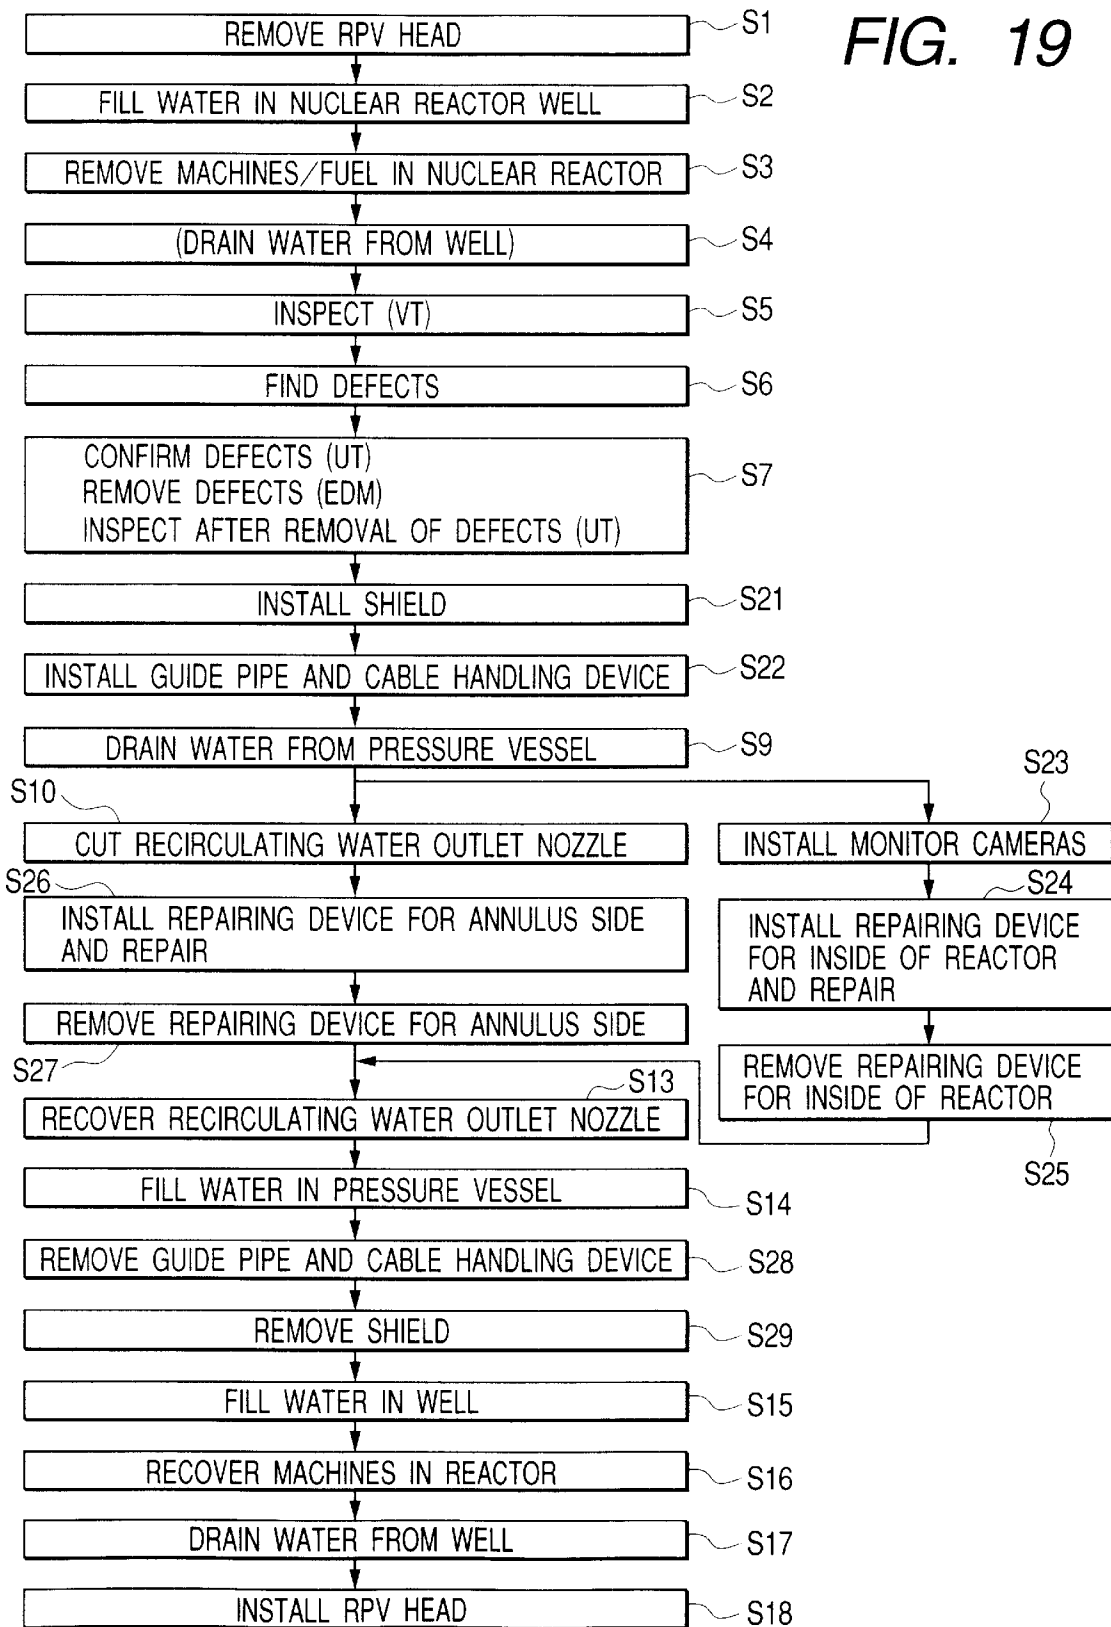 FIG. 19
REMOVE RPV HEAD
S1
FILL WATER IN NUCLEAR REACTOR WELL
S2
REMOVE MACHINES/FUEL IN NUCLEAR REACTOR
S3
(DRAIN WATER FROM WELL)
S4
INSPECT (VT)
S5
FIND DEFECTS
S6
CONFIRM DEFECTS (UT)
REMOVE DEFECTS (EDM)
INSPECT AFTER REMOVAL OF DEFECTS (UT)
S7
INSTALL SHIELD
S21
INSTALL GUIDE PIPE AND CABLE HANDLING DEVICE
S22
DRAIN WATER FROM PRESSURE VESSEL
S9
S10
CUT RECIRCULATING WATER OUTLET NOZZLE
S26
INSTALL REPAIRING DEVICE FOR ANNULUS SIDE
AND REPAIR
REMOVE REPAIRING DEVICE FOR ANNULUS SIDE
S27
S23
INSTALL MONITOR CAMERAS
S24
INSTALL REPAIRING DEVICE
FOR INSIDE OF REACTOR
AND REPAIR
REMOVE REPAIRING DEVICE
FOR INSIDE OF REACTOR
S25
S13
RECOVER RECIRCULATING WATER OUTLET NOZZLE
FILL WATER IN PRESSURE VESSEL
S14
REMOVE GUIDE PIPE AND CABLE HANDLING DEVICE
S28
REMOVE SHIELD
S29
FILL WATER IN WELL
S15
RECOVER MACHINES IN REACTOR
S16
DRAIN WATER FROM WELL
S17
INSTALL RPV HEAD
S18